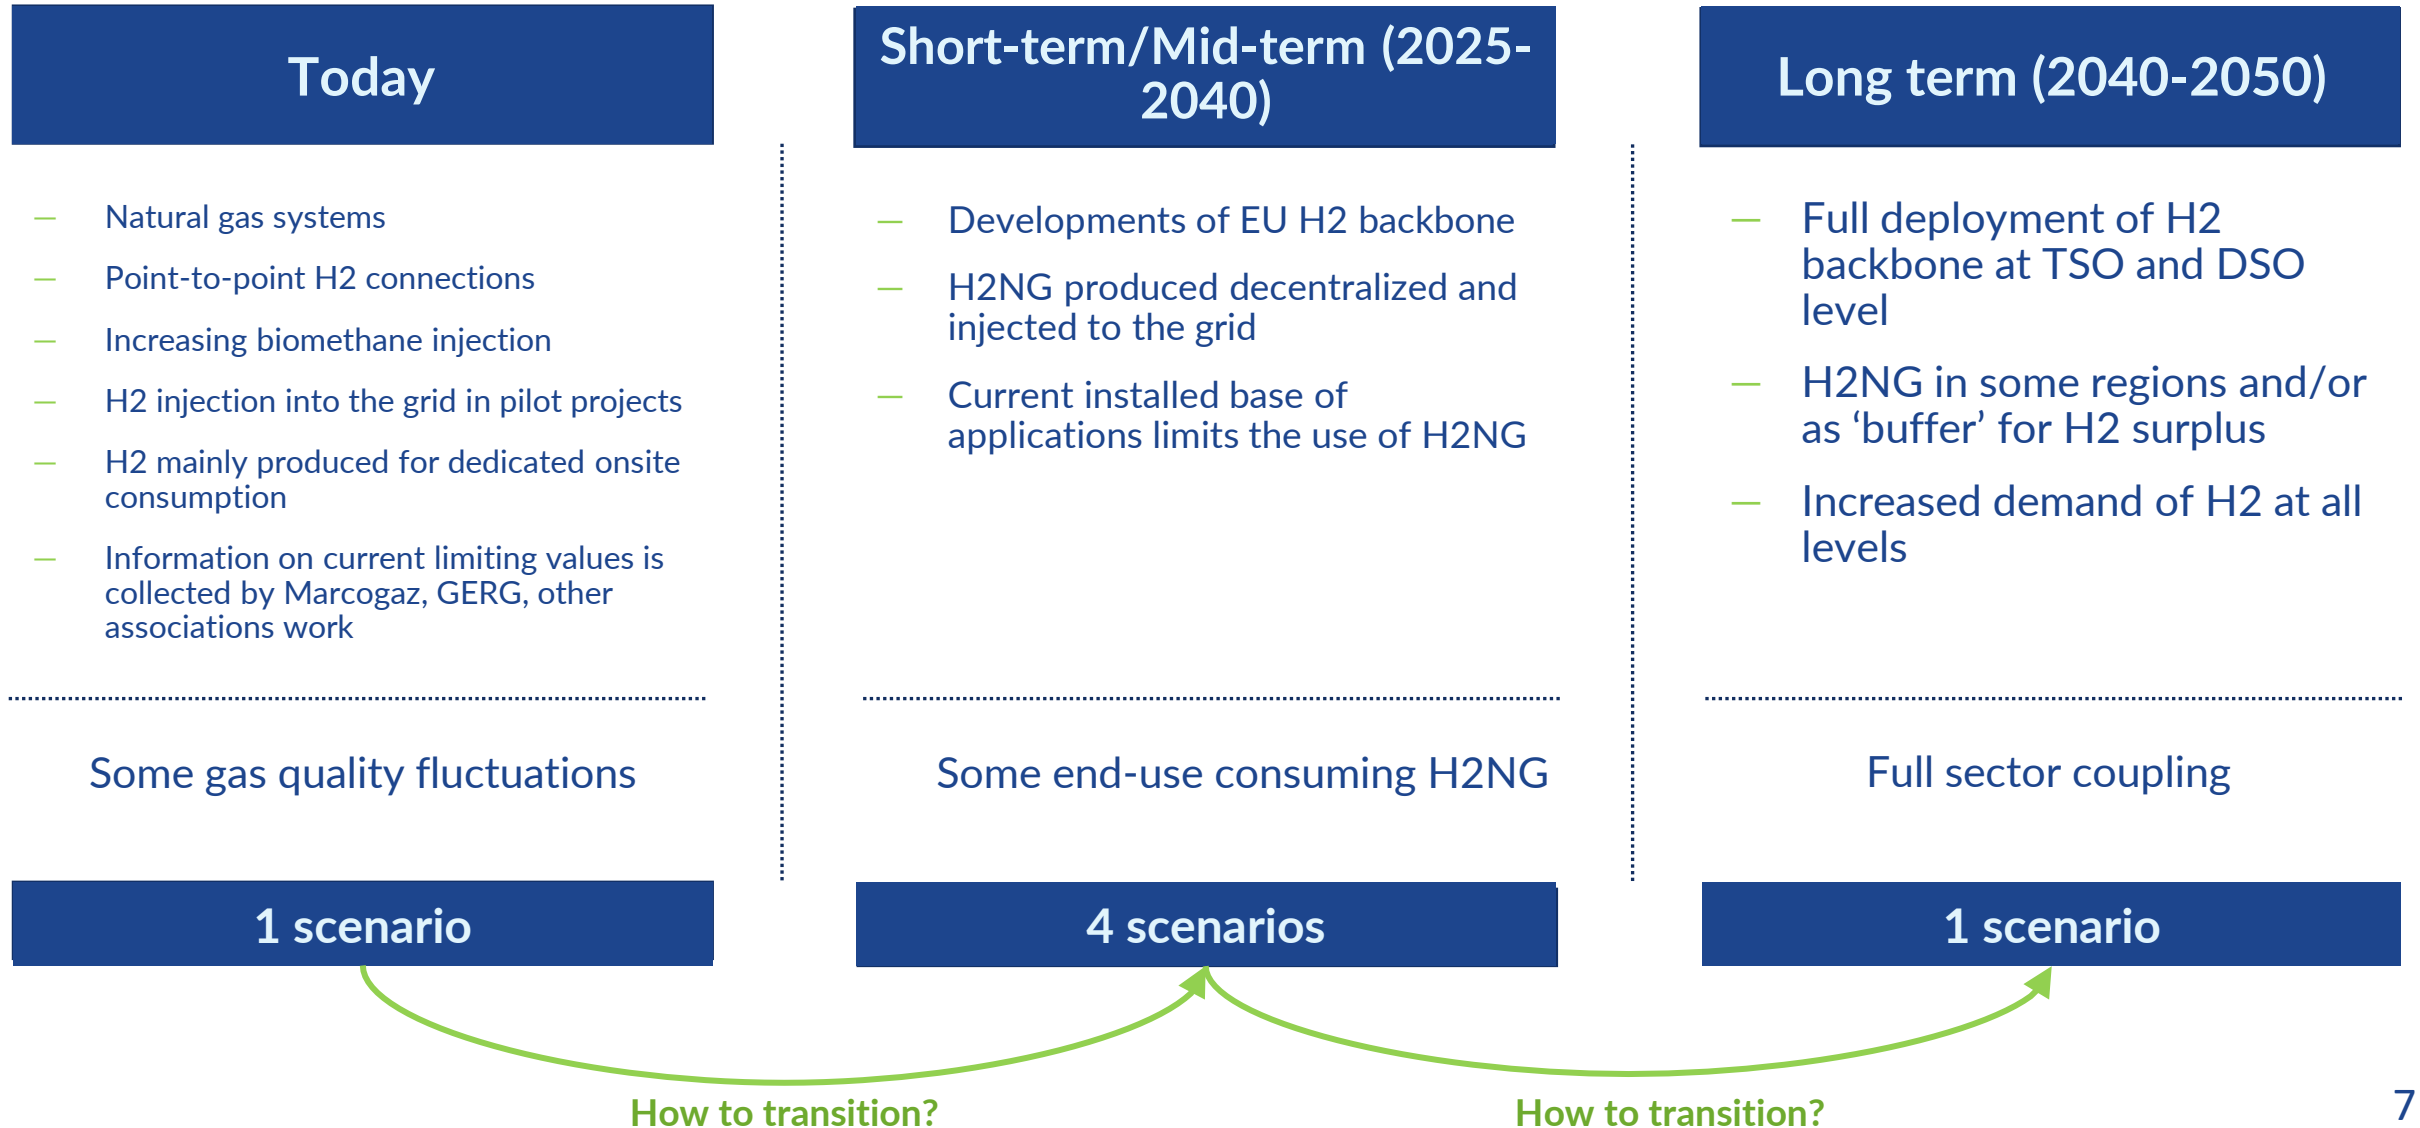 Today
— Natural gas systems
— Point-to-point H2 connections
— Increasing biomethane injection
— H2 injection into the grid in pilot projects
— H2 mainly produced for dedicated onsite
consumption
— Information on current limiting values is
collected by Marcogaz, GERG, other
associations work
Some gas quality fluctuations
1 scenario
Short-term/Mid-term (2025-
2040)
— Developments of EU H2 backbone
— H2NG produced decentralized and
injected to the grid
— Current installed base of
applications limits the use of H2NG
Some end-use consuming H2NG
4 scenarios
Long term (2040-2050)
— Full deployment of H2
backbone at TSO and DSO
level
— H2NG in some regions and/or
as ‘buffer’ for H2 surplus
— Increased demand of H2 at all
levels
Full sector coupling
1 scenario
How to transition?
How to transition?
7